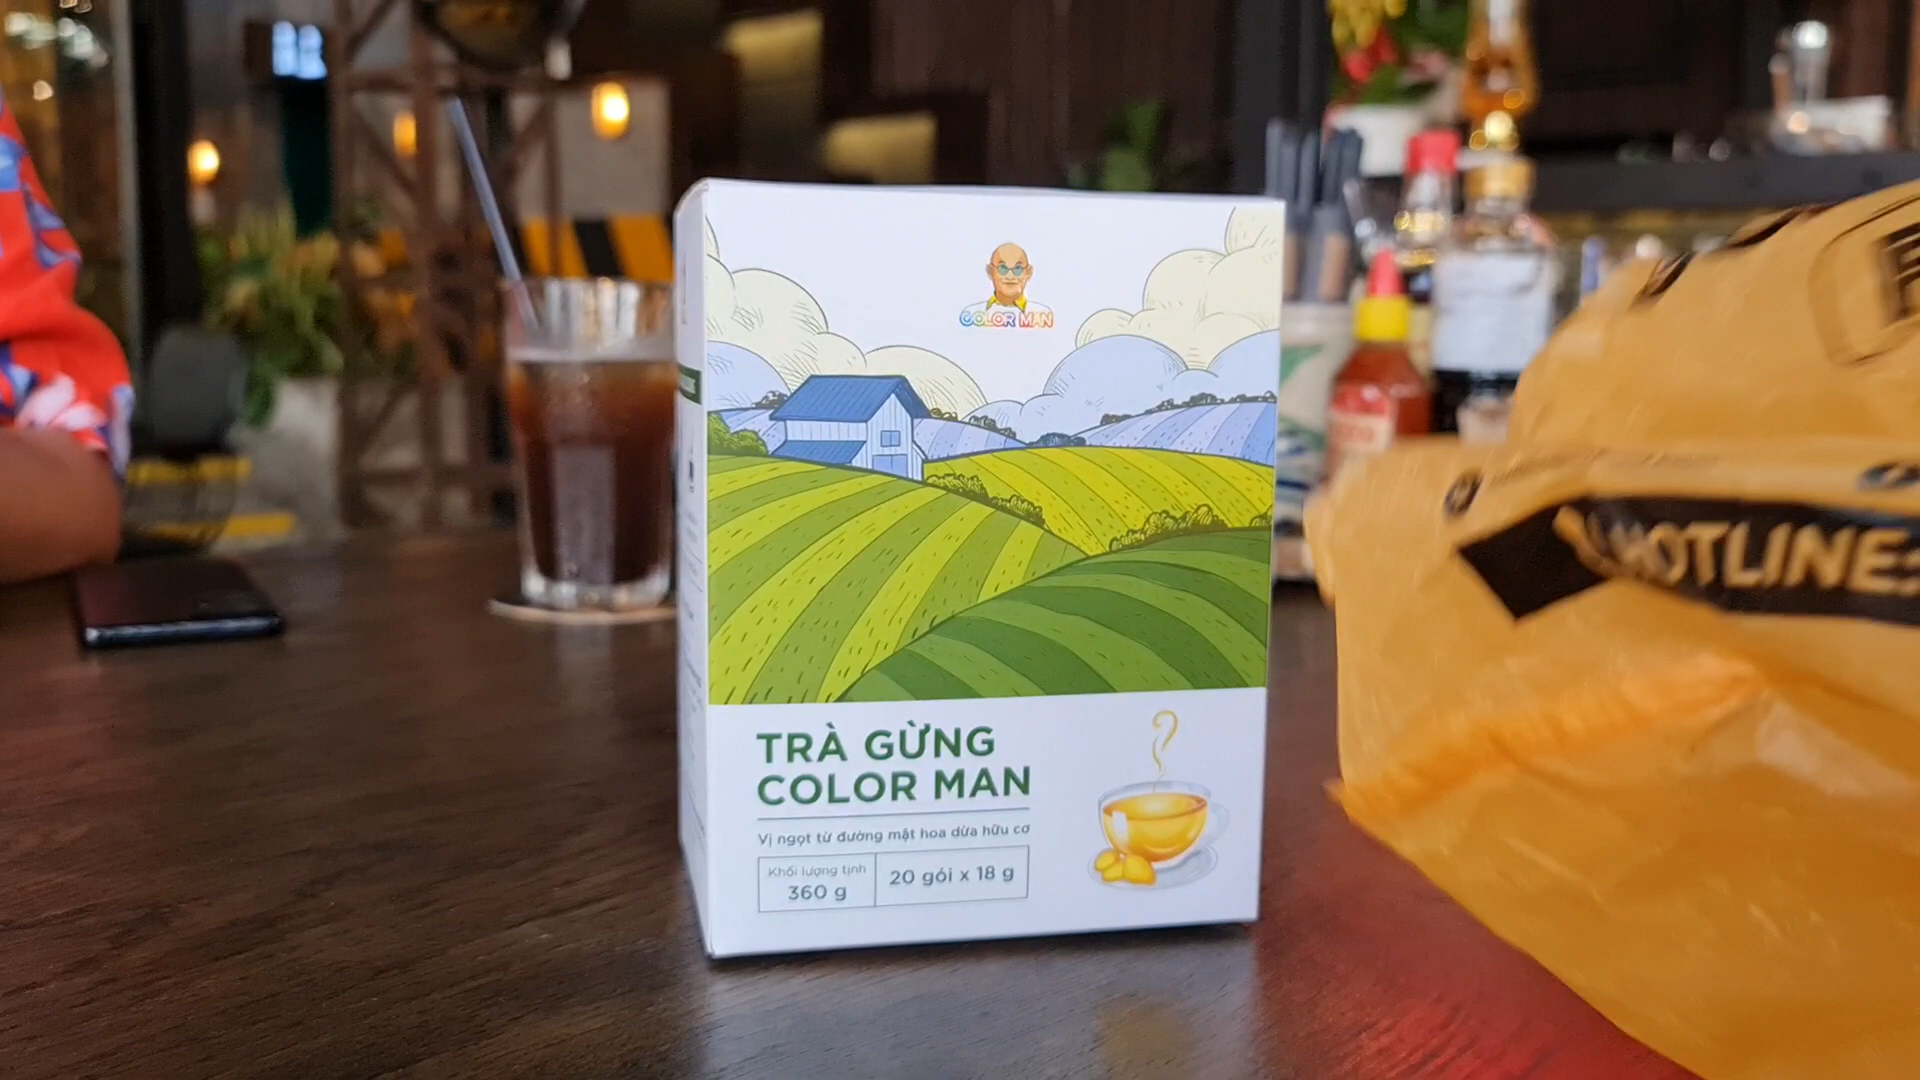 COLOR MAN
TRÀ GỪNG
COLOR MAN
Vị ngọt từ đường mật hoa dừa hữu cơ
Khối lượng tịnh
360 g
20 gói x 18 g
HOTLINE: